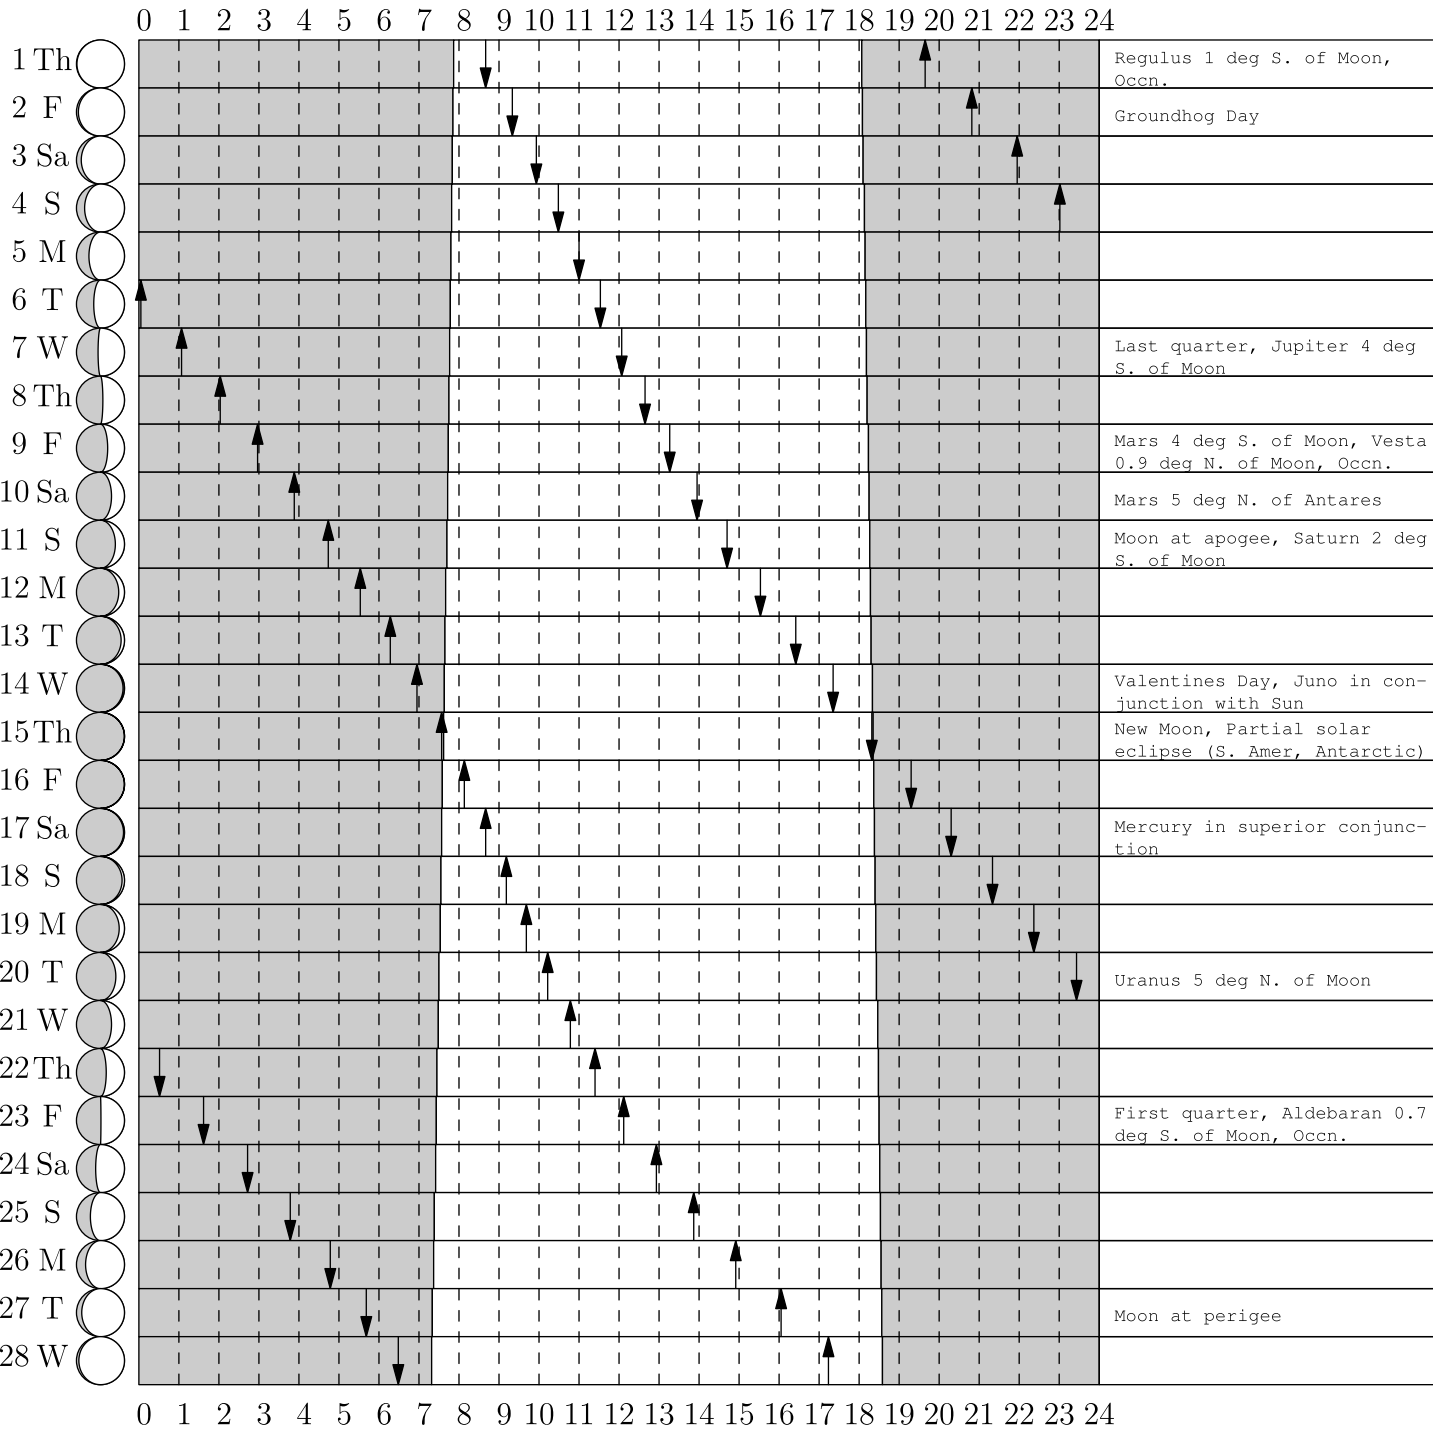 0 1 2 3 4 5 6 7 8 9 10 11 12 13 14 15 16 17 18 19 20 21 22 23 24
1 Th Regulus 1 deg S. of Moon,
Occn.
2 F Groundhog Day
3 Sa
4 S
5 M
6 T
7 W Last quarter, Jupiter 4 deg
S. of Moon
8 Th
9 F Mars 4 deg S. of Moon, Vesta
0.9 deg N. of Moon, Occn.
10 Sa Mars 5 deg N. of Antares
11 S Moon at apogee, Saturn 2 deg
S. of Moon
12 M
13 T
14 W Valentines Day, Juno in con-
junction with Sun
15 Th New Moon, Partial solar
eclipse (S. Amer, Antarctic)
16 F
17 Sa Mercury in superior conjunc-
tion
18 S
19 M
20 T Uranus 5 deg N. of Moon
21 W
22 Th
23 F First quarter, Aldebaran 0.7
deg S. of Moon, Occn.
24 Sa
25 S
26 M
27 T Moon at perigee
28 W
0 1 2 3 4 5 6 7 8 9 10 11 12 13 14 15 16 17 18 19 20 21 22 23 24